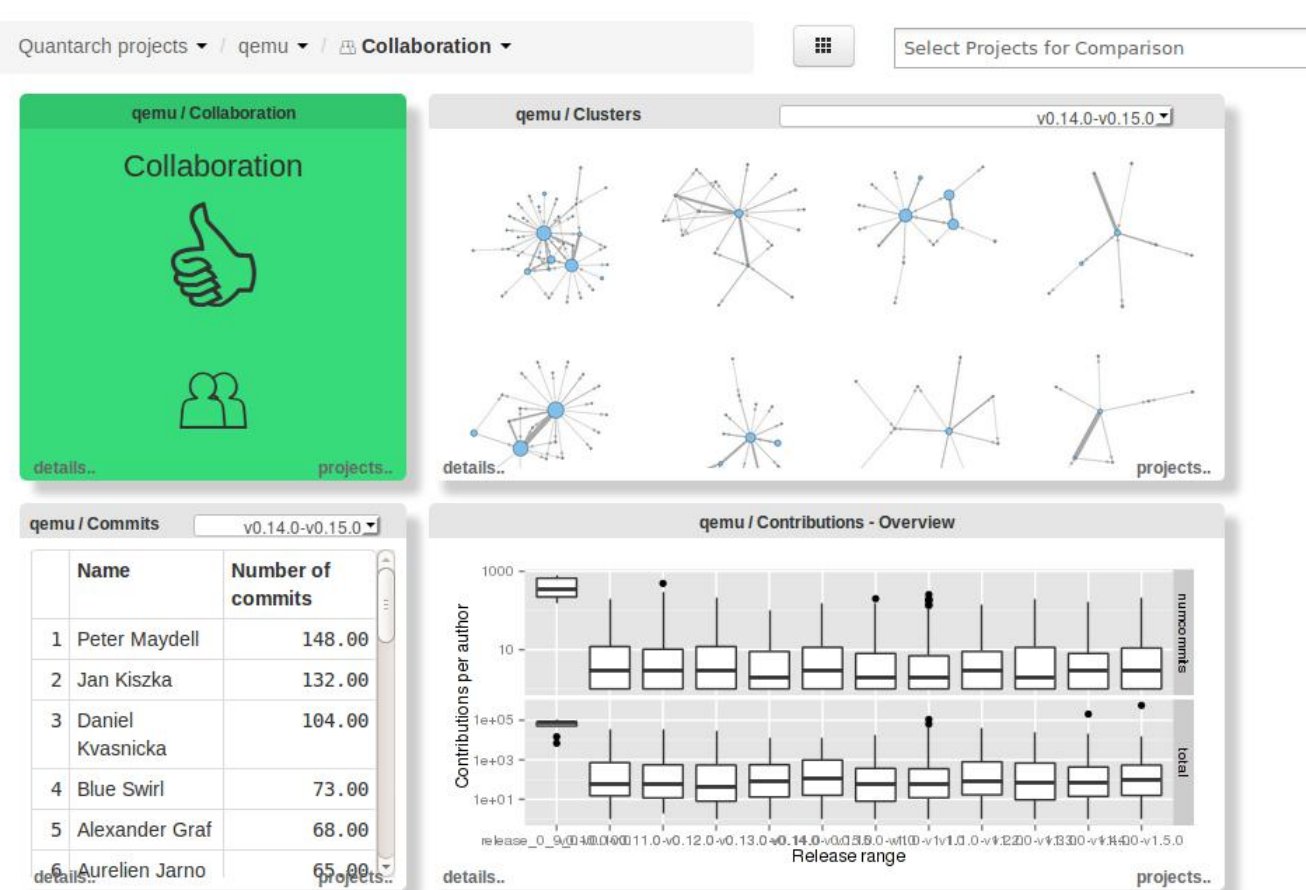 Quantarch projects / qemu / Collaboration
Select Projects for Comparison
qemu / Collaboration
Collaboration
details..
projects..
qemu / Clusters
v0.14.0-v0.15.0
details..
projects..
qemu / Commits
v0.14.0-v0.15.0
Name
Number of
commits
1 Peter Maydell 148.00
2 Jan Kiszka 132.00
3 Daniel 104.00
Kvasnicka
4 Blue Swirl 73.00
5 Alexander Graf 68.00
6 Aurelien Jarno 65.00
details..
projects..
qemu / Contributions - Overview
Contributions per author
1000
10
numcommits
1e+05
1e+03
1e+01
total
release_0_9
Release range
details..
projects..